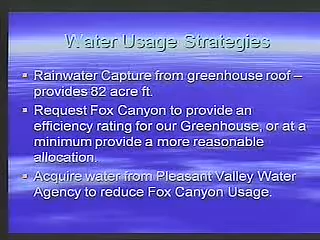 Water Usage Strategies
Rainwater Capture from greenhouse roof –
provides 82 acre ft.
Request Fox Canyon to provide an
efficiency rating for our Greenhouse, or at a
minimum provide a more reasonable
allocation.
Acquire water from Pleasant Valley Water
Agency to reduce Fox Canyon Usage.